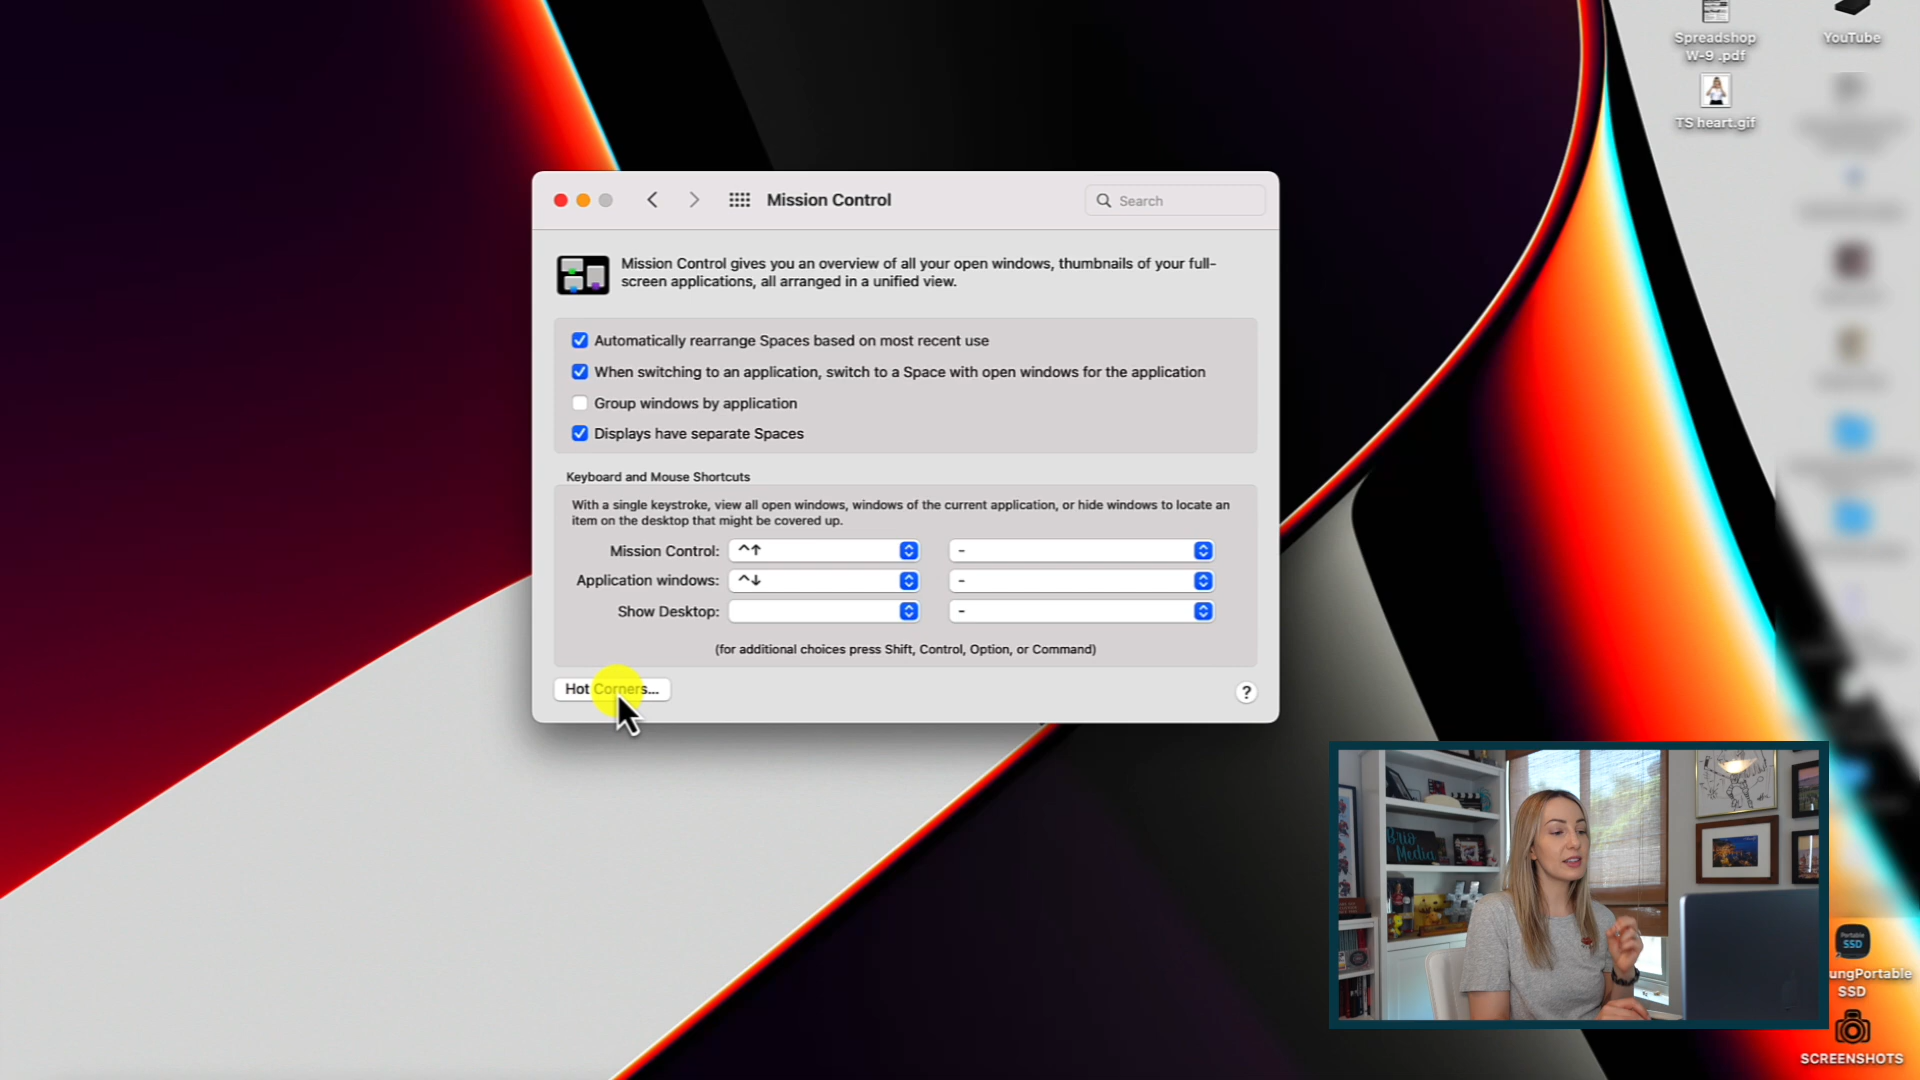 Spreadshop
W-9 .pdf
YouTube
TS heart.gif
Mission Control
Search
Mission Control gives you an overview of all your open windows, thumbnails of your full-
screen applications, all arranged in a unified view.
Automatically rearrange Spaces based on most recent use
When switching to an application, switch to a Space with open windows for the application
Group windows by application
Displays have separate Spaces
Keyboard and Mouse Shortcuts
With a single keystroke, view all open windows, windows of the current application, or hide windows to locate an
item on the desktop that might be covered up.
Mission Control: ^↑ -
Application windows: ^↓ -
Show Desktop: -
(for additional choices press Shift, Control, Option, or Command)
Hot Corners...
?
Brio
Media
Portable
SSD
ungPortable
SSD
SCREENSHOTS